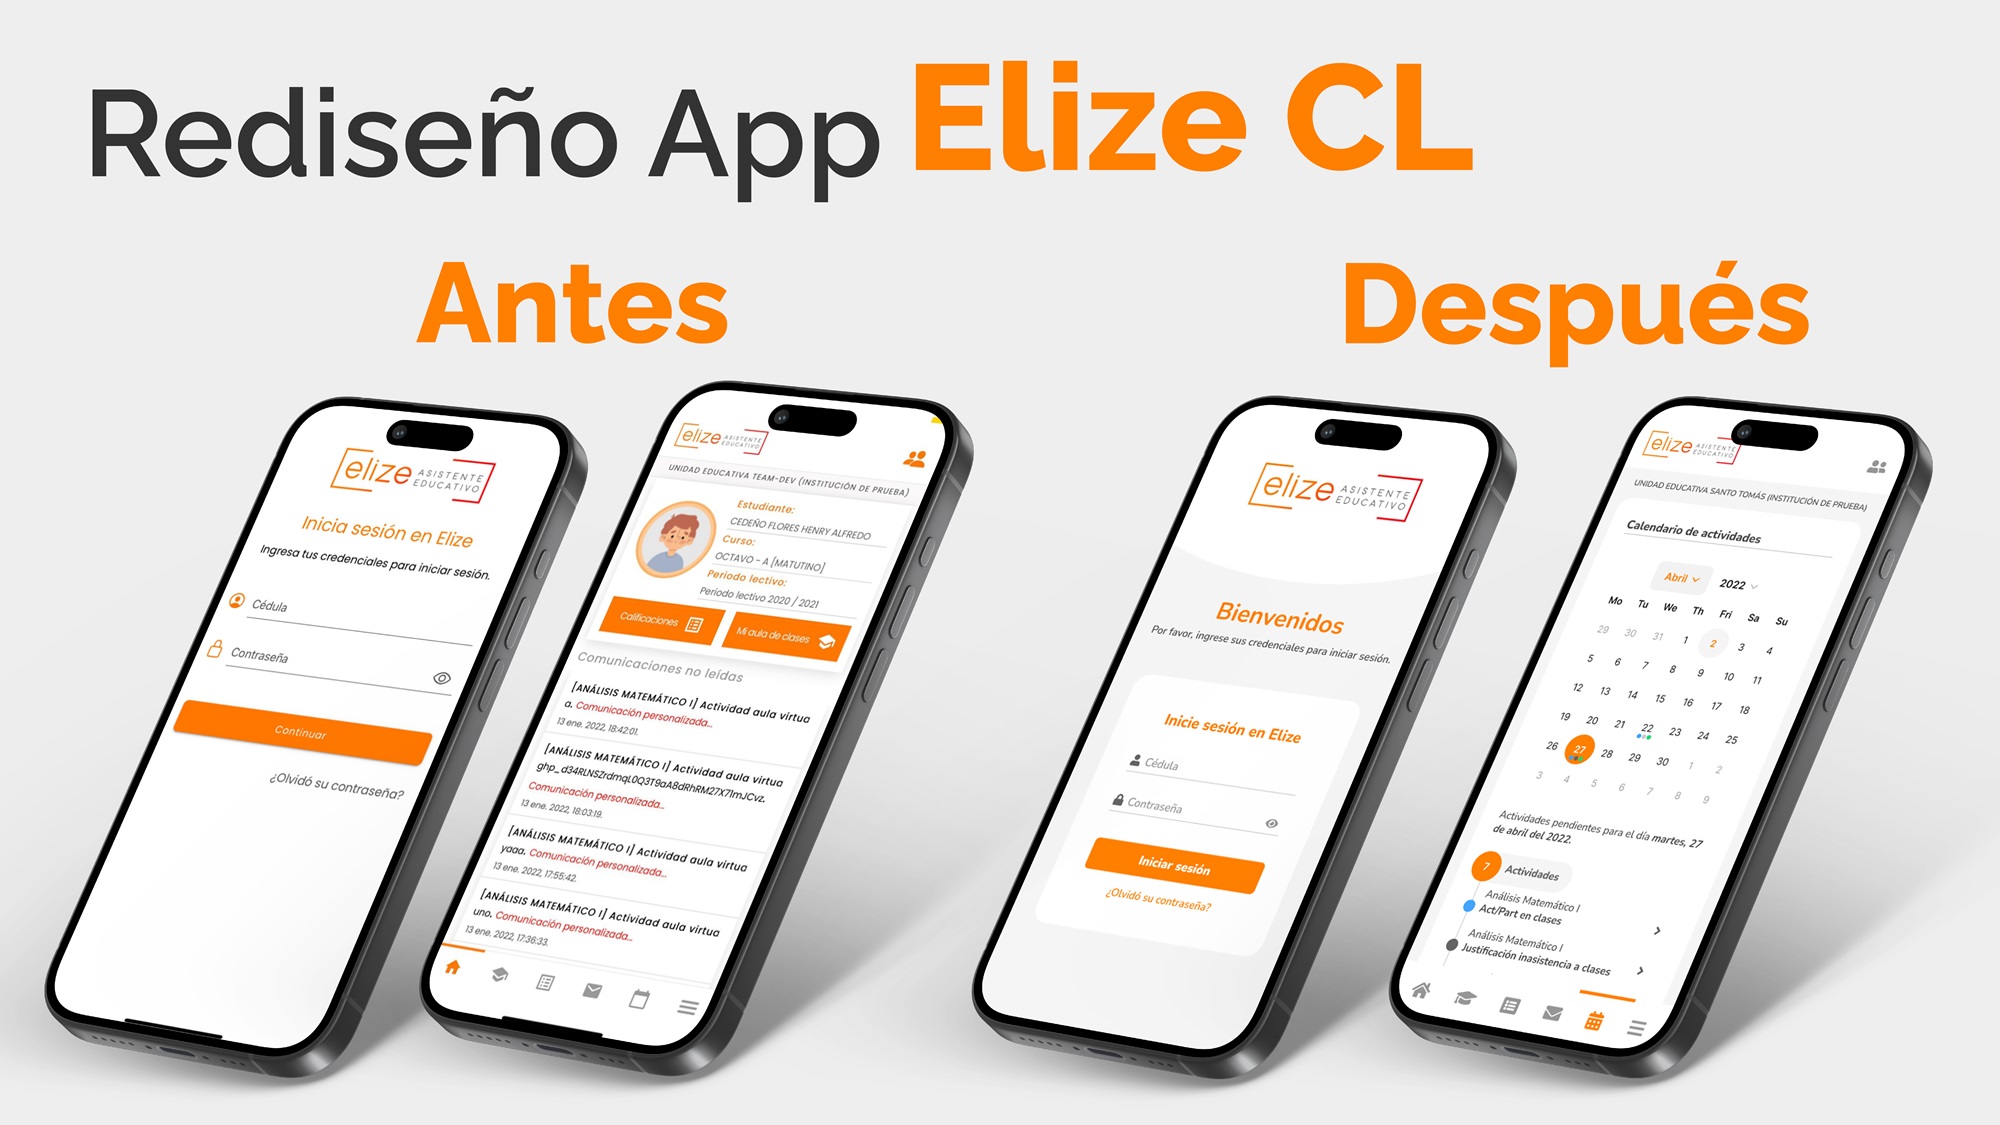 Rediseño App Elize CL
Antes
Después
elize ASISTENTE EDUCATIVO
Inicia sesión en Elize
Ingresa tus credenciales para iniciar sesión.
Cédula
Contraseña
Continuar
¿Olvidó su contraseña?
elize ASISTENTE EDUCATIVO
UNIDAD EDUCATIVA TEAM-DEV (INSTITUCIÓN DE PRUEBA)
Estudiante:
CEDEÑO FLORES HENRY ALFREDO
Curso:
OCTAVO - A [MATUTINO]
Periodo lectivo:
Periodo lectivo 2020 / 2021
Calificaciones
Mi aula de clases
Comunicaciones no leídas
[ANÁLISIS MATEMÁTICO I] Actividad aula virtua
a. Comunicación personalizada...
13 ene. 2022, 18:42:01.
[ANÁLISIS MATEMÁTICO I] Actividad aula virtua
Comunicación personalizada...
13 ene. 2022, 18:03:19.
[ANÁLISIS MATEMÁTICO I] Actividad aula virtua
yaaa. Comunicación personalizada...
13 ene. 2022, 17:55:42.
[ANÁLISIS MATEMÁTICO I] Actividad aula virtua
uno. Comunicación personalizada...
13 ene. 2022, 17:36:33.
elize ASISTENTE EDUCATIVO
Bienvenidos
Por favor, ingrese sus credenciales para iniciar sesión.
Inicie sesión en Elize
Cédula
Contraseña
Iniciar sesión
¿Olvidó su contraseña?
elize ASISTENTE EDUCATIVO
UNIDAD EDUCATIVA SANTO TOMÁS (INSTITUCIÓN DE PRUEBA)
Calendario de actividades
Abril 2022
Mo Tu We Th Fri Sa Su
29 30 31 1 2 3 4
5 6 7 8 9 10 11
12 13 14 15 16 17 18
19 20 21 22 23 24 25
26 27 28 29 30 1 2
3 4 5 6 7 8 9
Actividades pendientes para el día martes, 27
de abril del 2022.
7 Actividades
Análisis Matemático I
Act/Part en clases
Análisis Matemático I
Justificación inasistencia a clases